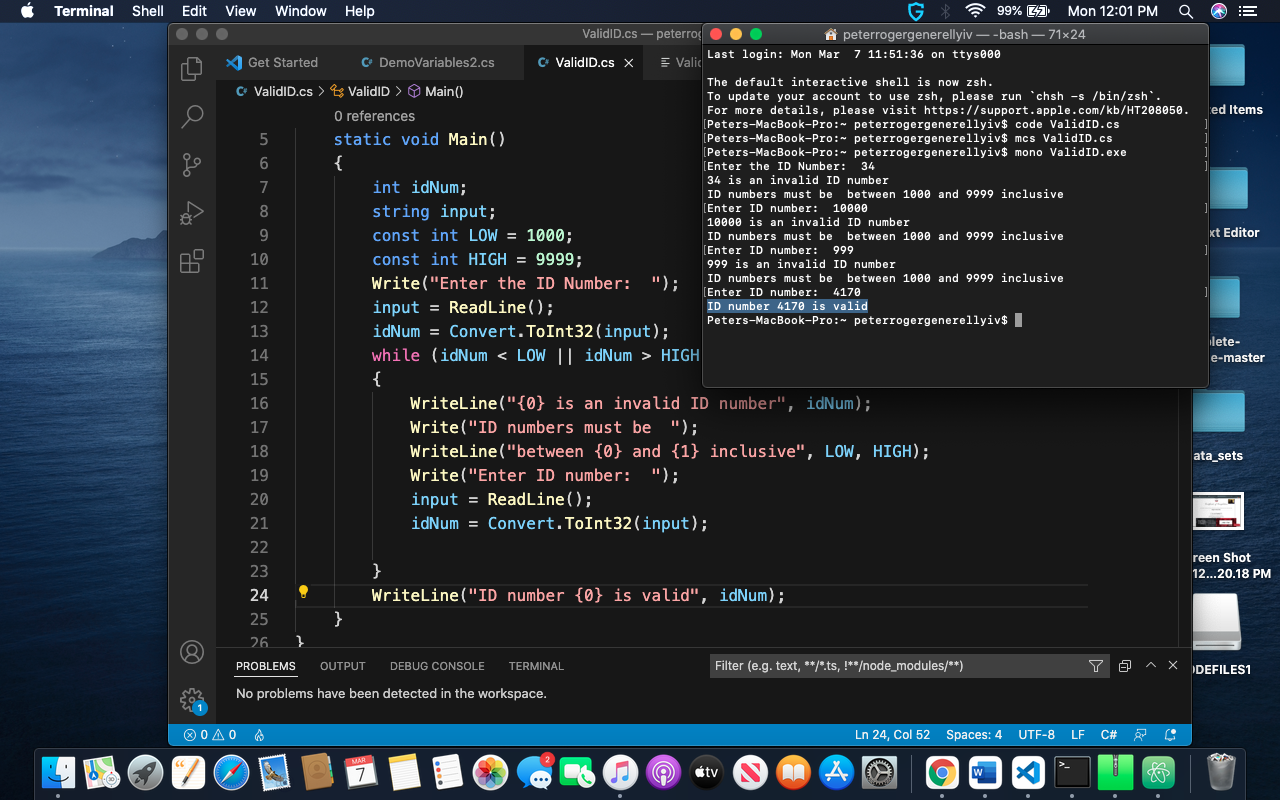 Terminal Shell Edit View Window Help 99% Mon 12:01 PM
ValidID.cs — peterrog
peterrogergenerellyiv — -bash — 71×24
Get Started DemoVariables2.cs ValidID.cs
ValidID.cs > ValidID > Main()
0 references
5 static void Main()
6 {
7 int idNum;
8 string input;
9 const int LOW = 1000;
10 const int HIGH = 9999;
11 Write("Enter the ID Number:  ");
12 input = ReadLine();
13 idNum = Convert.ToInt32(input);
14 while (idNum < LOW || idNum > HIGH
15 {
16 WriteLine("{0} is an invalid ID number", idNum);
17 Write("ID numbers must be  ");
18 WriteLine("between {0} and {1} inclusive", LOW, HIGH);
19 Write("Enter ID number:  ");
20 input = ReadLine();
21 idNum = Convert.ToInt32(input);
22
23 }
24 WriteLine("ID number {0} is valid", idNum);
25 }
26 }
Last login: Mon Mar  7 11:51:36 on ttys000
The default interactive shell is now zsh.
To update your account to use zsh, please run `chsh -s /bin/zsh`.
For more details, please visit https://support.apple.com/kb/HT208050.
[Peters-MacBook-Pro:~ peterrogergenerellyiv$ code ValidID.cs ]
[Peters-MacBook-Pro:~ peterrogergenerellyiv$ mcs ValidID.cs ]
[Peters-MacBook-Pro:~ peterrogergenerellyiv$ mono ValidID.exe ]
[Enter the ID Number:  34 ]
34 is an invalid ID number
ID numbers must be  between 1000 and 9999 inclusive
[Enter ID number:  10000 ]
10000 is an invalid ID number
ID numbers must be  between 1000 and 9999 inclusive
[Enter ID number:  999 ]
999 is an invalid ID number
ID numbers must be  between 1000 and 9999 inclusive
[Enter ID number:  4170 ]
ID number 4170 is valid
Peters-MacBook-Pro:~ peterrogergenerellyiv$
PROBLEMS OUTPUT DEBUG CONSOLE TERMINAL Filter (e.g. text, **/*.ts, !**/node_modules/**)
No problems have been detected in the workspace.
1
0 0 Ln 24, Col 52 Spaces: 4 UTF-8 LF C#
ed Items
xt Editor
plete-
e-master
ata_sets
reen Shot
12...20.18 PM
ODEFILES1
MAR
7
2
tv